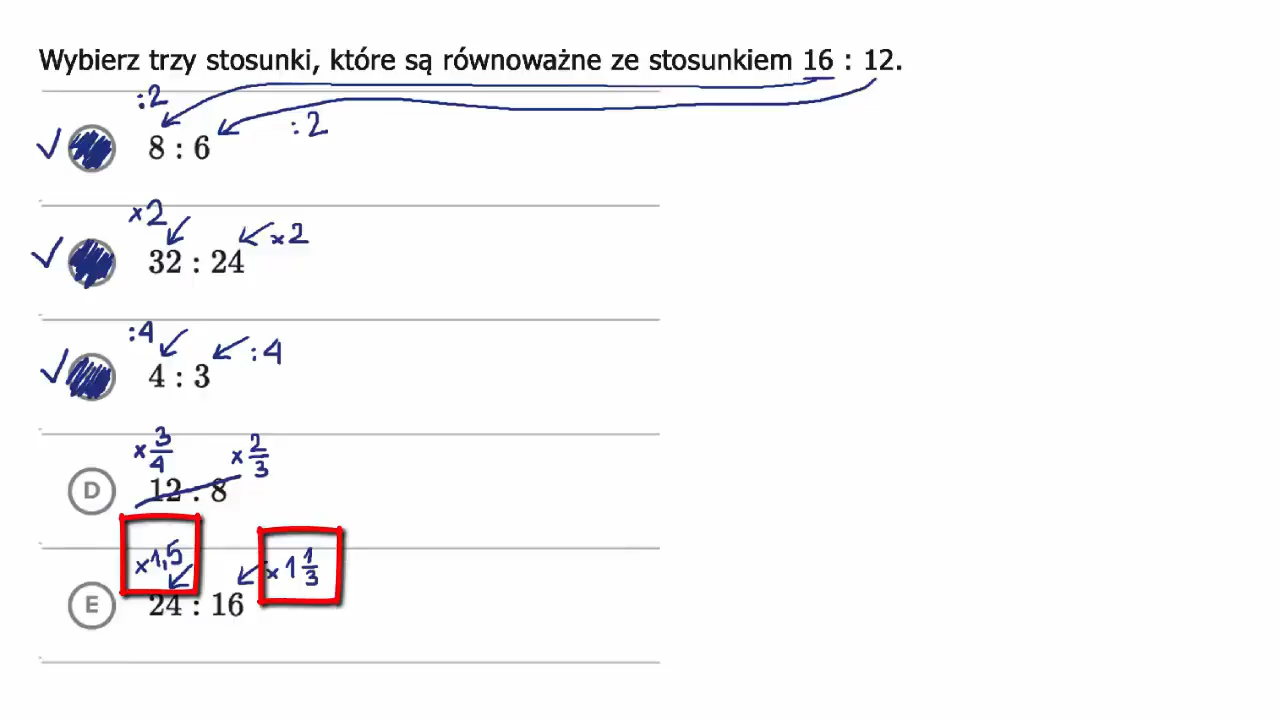 Wybierz trzy stosunki, które są równoważne ze stosunkiem 16 : 12.
:2
:2
8 : 6
×2
×2
32 : 24
:4
:4
4 : 3
×3/4
×2/3
D 12 : 8
×1,5
×1 1/3
E 24 : 16